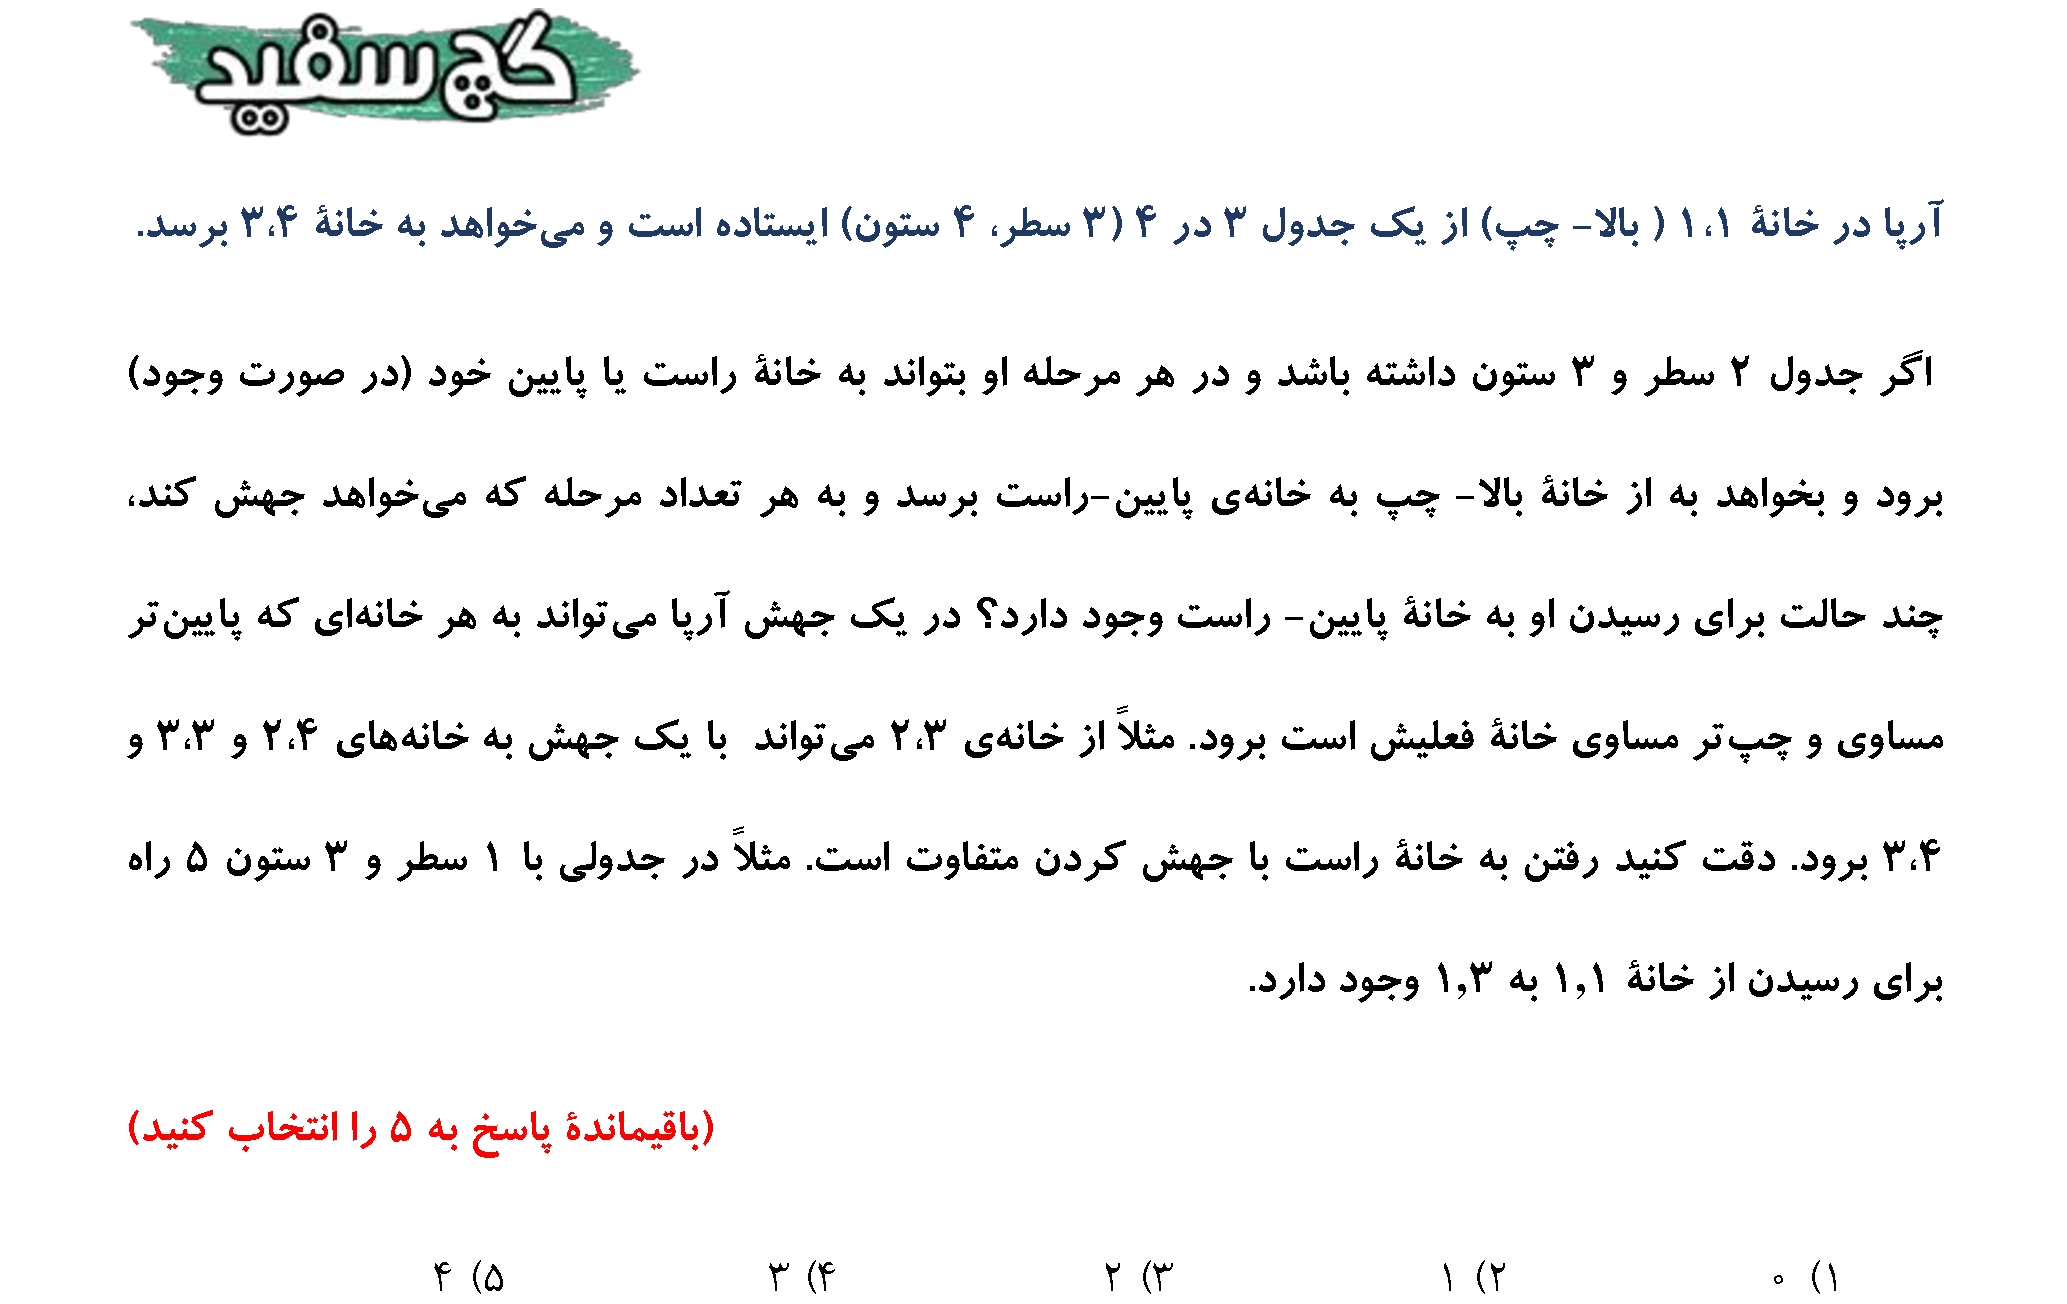 گچ سفید
آرپا در خانهٔ ۱،۱ ( بالا- چپ) از یک جدول ۳ در ۴ (۳ سطر، ۴ ستون) ایستاده است و می‌خواهد به خانهٔ ۳،۴ برسد.
اگر جدول ۲ سطر و ۳ ستون داشته باشد و در هر مرحله او بتواند به خانهٔ راست یا پایین خود (در صورت وجود)
برود و بخواهد به از خانهٔ بالا- چپ به خانه‌ی پایین-راست برسد و به هر تعداد مرحله که می‌خواهد جهش کند،
چند حالت برای رسیدن او به خانهٔ پایین- راست وجود دارد؟ در یک جهش آرپا می‌تواند به هر خانه‌ای که پایین‌تر
مساوی و چپ‌تر مساوی خانهٔ فعلیش است برود. مثلاً از خانه‌ی ۲،۳ می‌تواند با یک جهش به خانه‌های ۲،۴ و ۳،۳ و
۳،۴ برود. دقت کنید رفتن به خانهٔ راست با جهش کردن متفاوت است. مثلاً در جدولی با ۱ سطر و ۳ ستون ۵ راه
برای رسیدن از خانهٔ ۱,۱ به ۱,۳ وجود دارد.
(باقیماندهٔ پاسخ به ۵ را انتخاب کنید)
۱) ۰ ۲) ۱ ۳) ۲ ۴) ۳ ۵) ۴